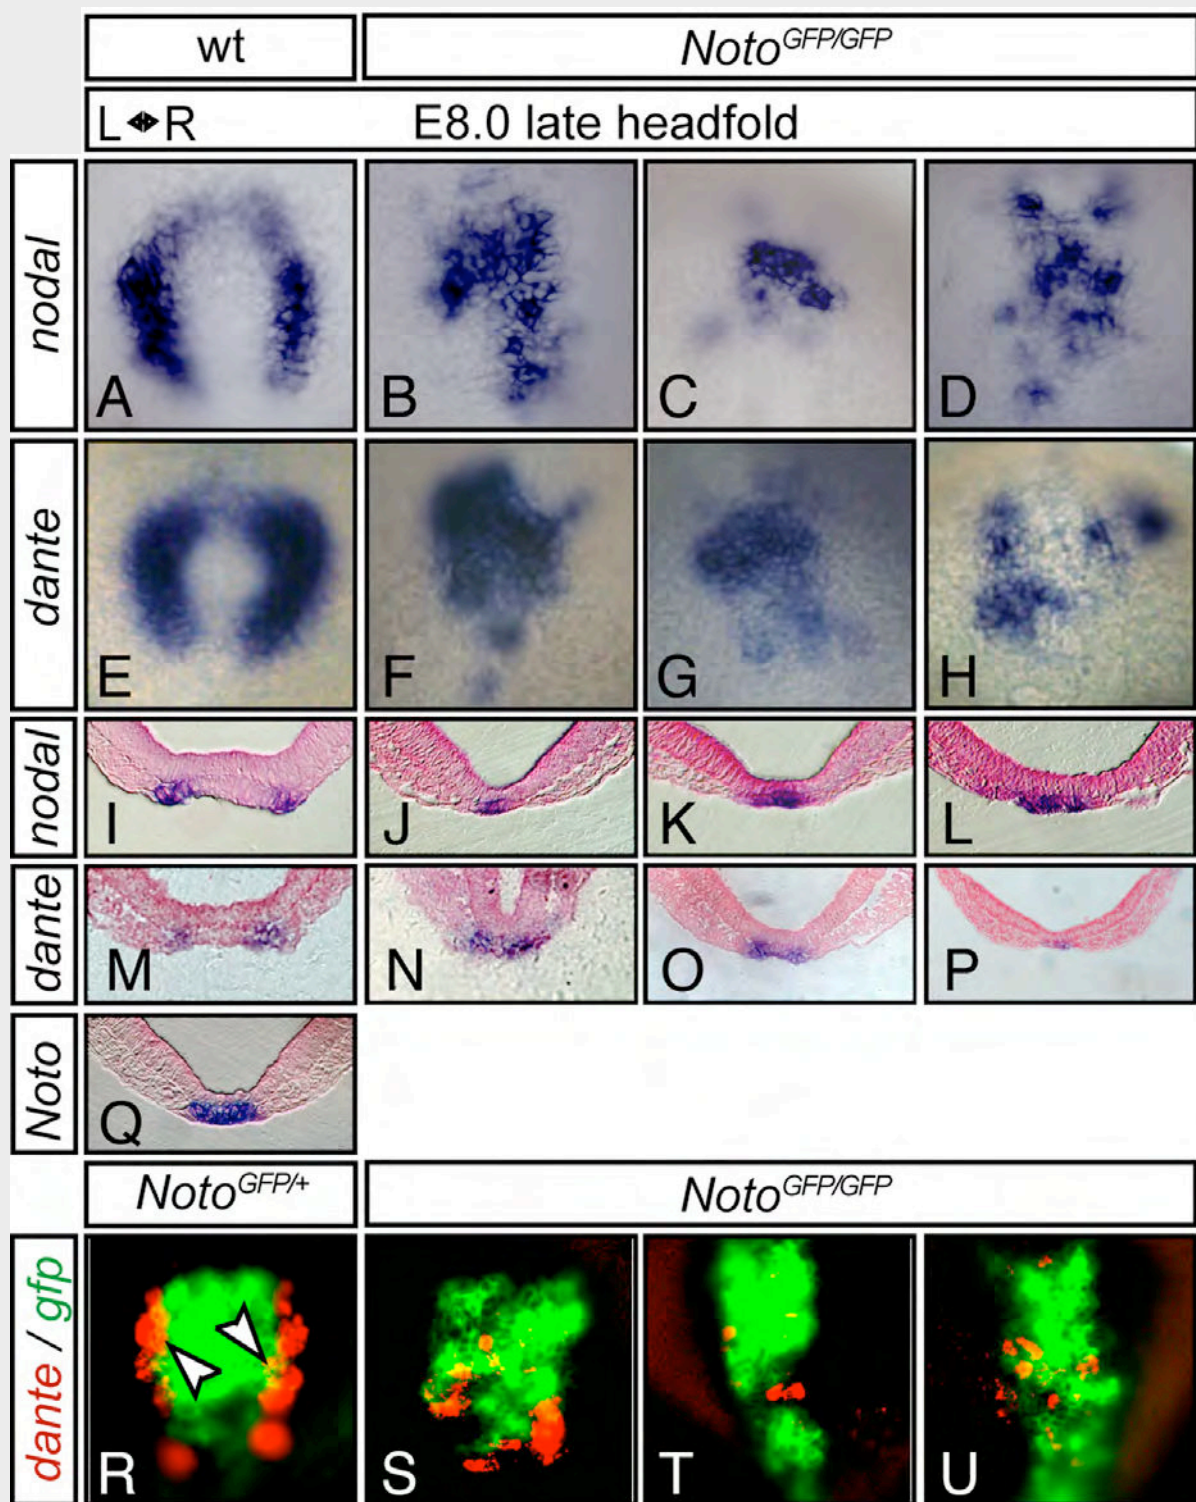 wt
Noto^GFP/GFP
L ◆ R E8.0 late headfold
nodal
A B C D
dante
E F G H
nodal
I J K L
dante
M N O P
Noto
Q
Noto^GFP/+
Noto^GFP/GFP
dante / gfp
R S T U